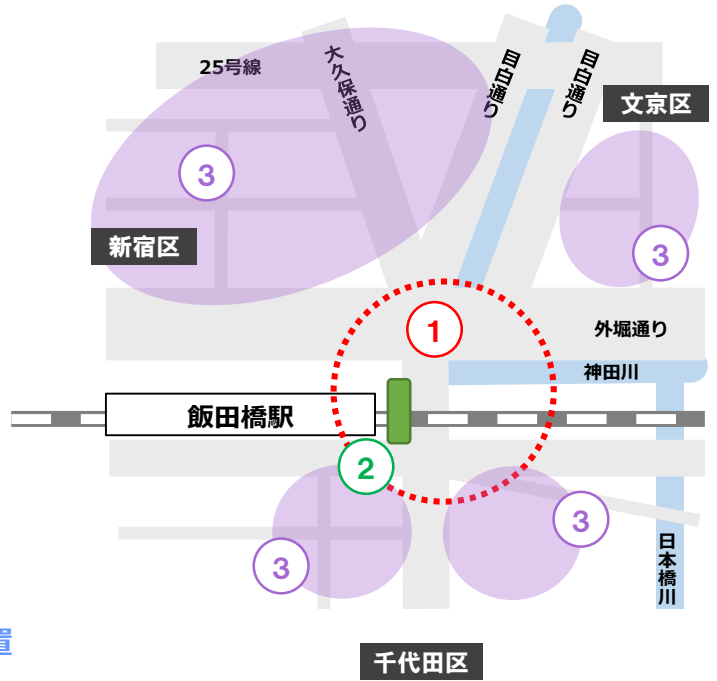 25号線
大久保通り
目白通り
目白通り
文京区
3
新宿区
3
1
外堀通り
神田川
飯田橋駅
2
3
3
日本橋川
置
千代田区